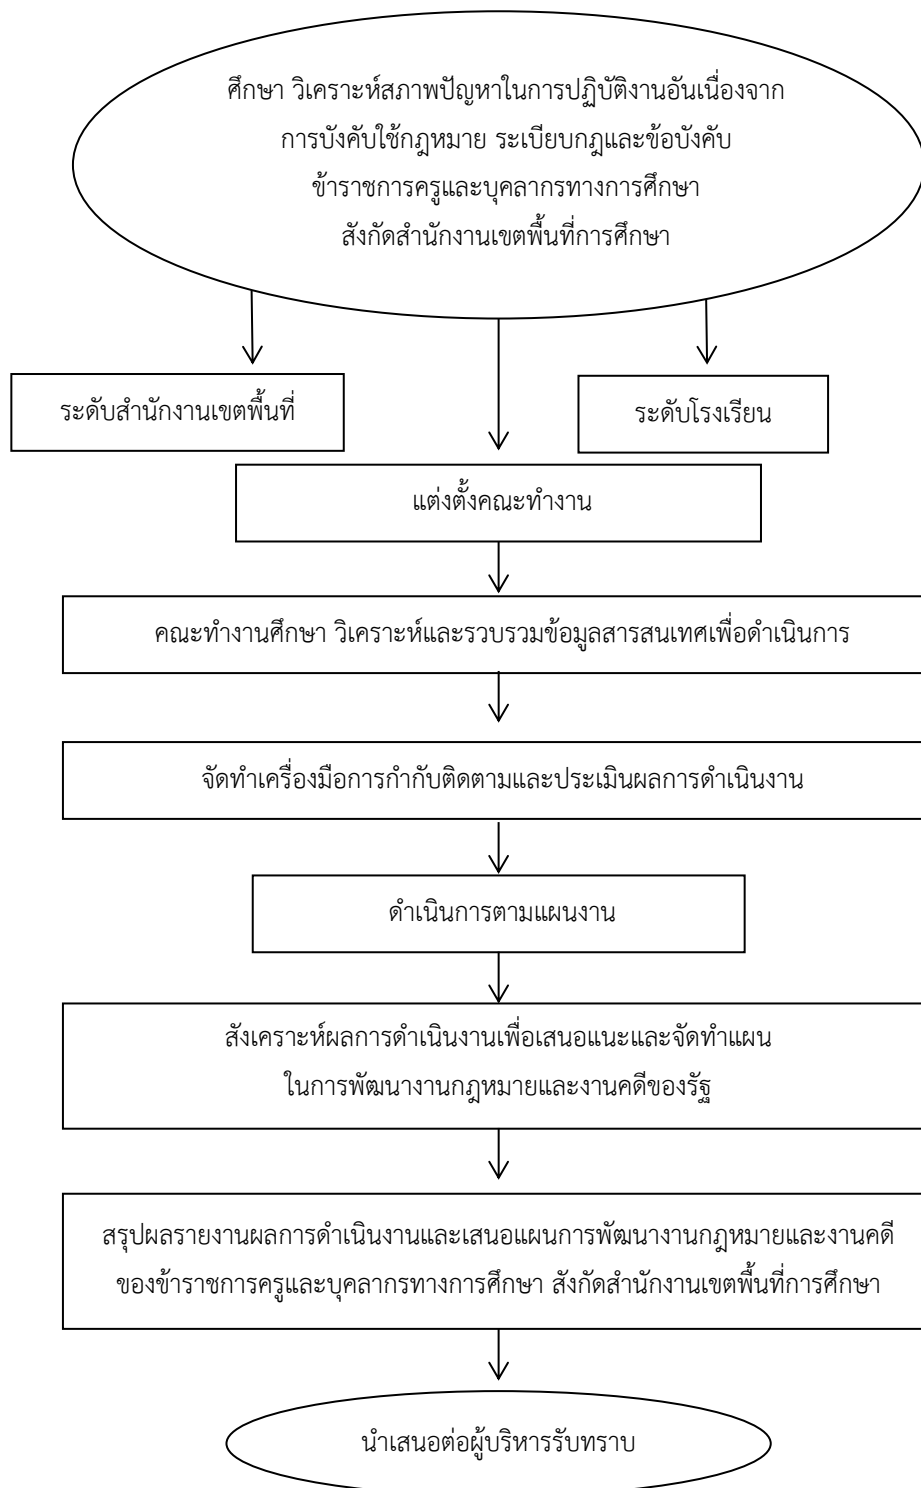 ศึกษา วิเคราะห์สภาพปัญหาในการปฏิบัติงานอันเนื่องจาก
การบังคับใช้กฎหมาย ระเบียบกฎและข้อบังคับ
ข้าราชการครูและบุคลากรทางการศึกษา
สังกัดสำนักงานเขตพื้นที่การศึกษา
ระดับสำนักงานเขตพื้นที่
ระดับโรงเรียน
แต่งตั้งคณะทำงาน
คณะทำงานศึกษา วิเคราะห์และรวบรวมข้อมูลสารสนเทศเพื่อดำเนินการ
จัดทำเครื่องมือการกำกับติดตามและประเมินผลการดำเนินงาน
ดำเนินการตามแผนงาน
สังเคราะห์ผลการดำเนินงานเพื่อเสนอแนะและจัดทำแผน
ในการพัฒนางานกฎหมายและงานคดีของรัฐ
สรุปผลรายงานผลการดำเนินงานและเสนอแผนการพัฒนางานกฎหมายและงานคดี
ของข้าราชการครูและบุคลากรทางการศึกษา สังกัดสำนักงานเขตพื้นที่การศึกษา
นำเสนอต่อผู้บริหารรับทราบ